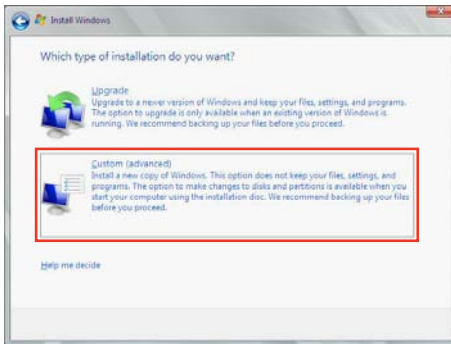 Install Windows
Which type of installation do you want?
Upgrade
Upgrade to a newer version of Windows and keep your files, settings, and programs.
The option to upgrade is only available when an existing version of Windows is
running. We recommend backing up your files before you proceed.
Custom (advanced)
Install a new copy of Windows. This option does not keep your files, settings, and
programs. The option to make changes to disks and partitions is available when you
start your computer using the installation disc. We recommend backing up your files
before you proceed.
Help me decide